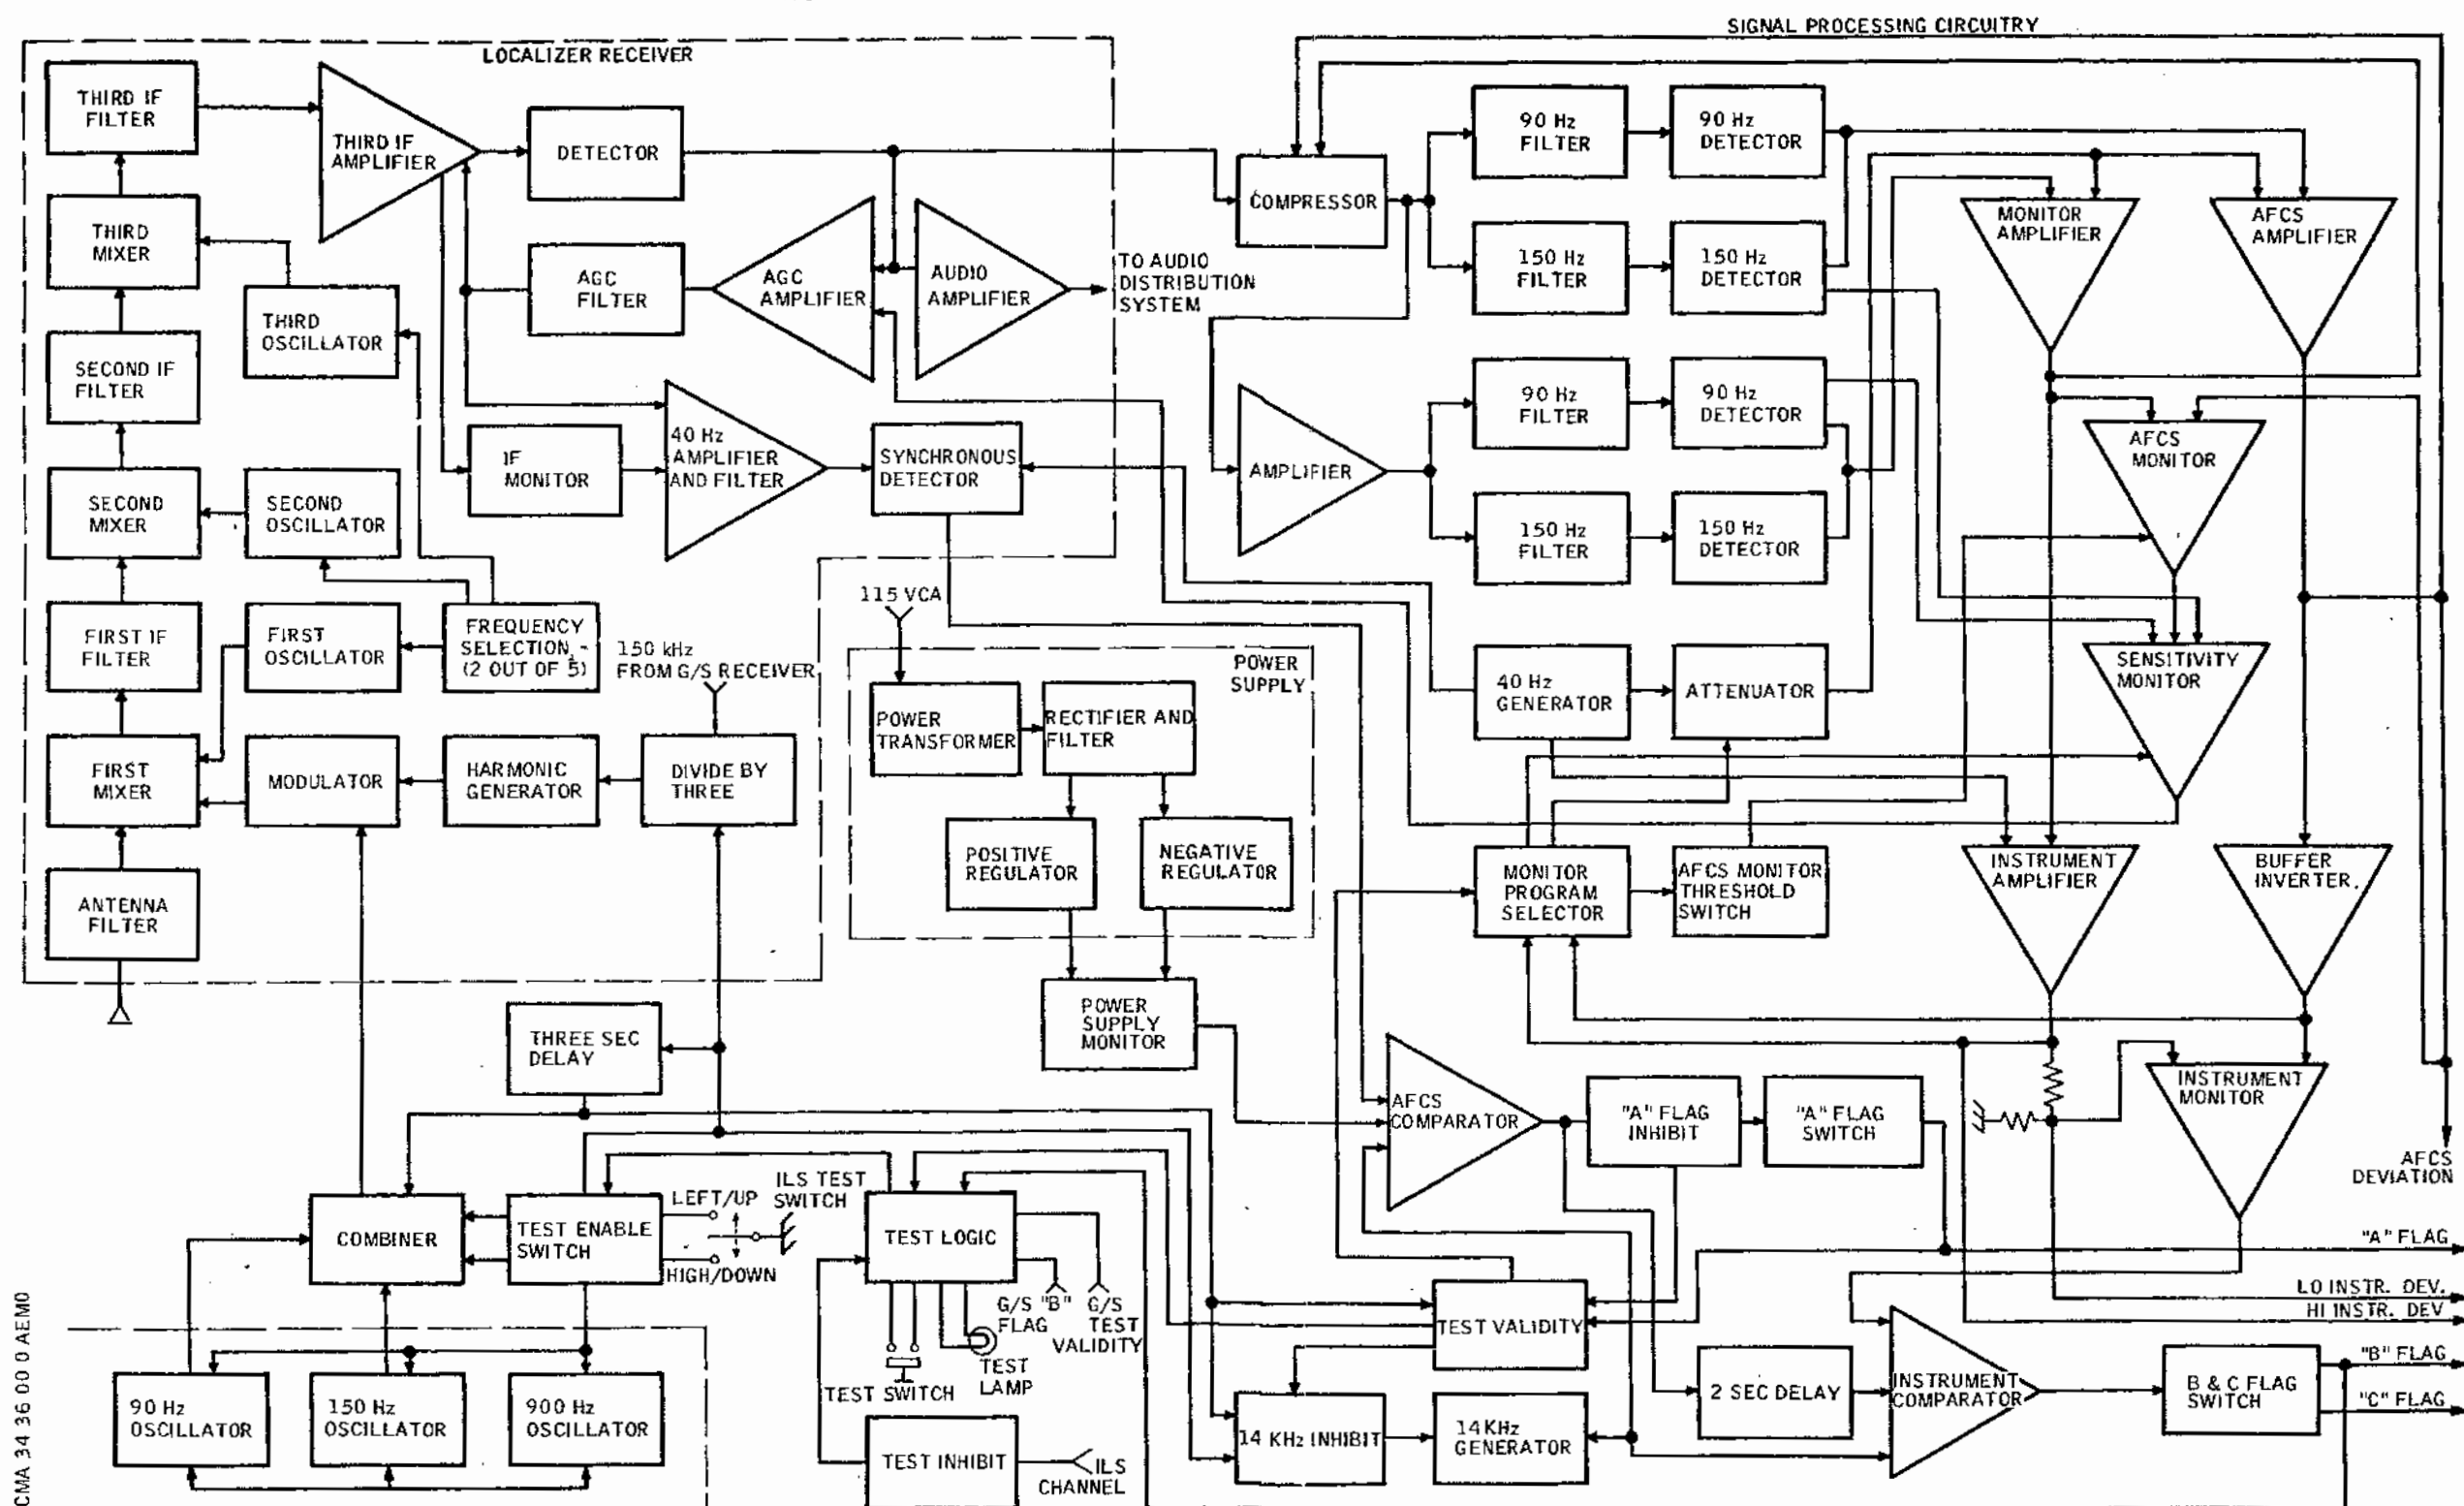 SIGNAL PROCESSING CIRCUITRY
LOCALIZER RECEIVER
THIRD IF
FILTER
THIRD IF
AMPLIFIER
DETECTOR
THIRD
MIXER
AGC
FILTER
AGC
AMPLIFIER
AUDIO
AMPLIFIER
TO AUDIO
DISTRIBUTION
SYSTEM
THIRD
OSCILLATOR
SECOND IF
FILTER
IF
MONITOR
40 Hz
AMPLIFIER
AND FILTER
SYNCHRONOUS
DETECTOR
SECOND
MIXER
SECOND
OSCILLATOR
FIRST IF
FILTER
FIRST
OSCILLATOR
FREQUENCY
SELECTION -
(2 OUT OF 5)
150 kHz
FROM G/S RECEIVER
FIRST
MIXER
MODULATOR
HARMONIC
GENERATOR
DIVIDE BY
THREE
ANTENNA
FILTER
COMPRESSOR
90 Hz
FILTER
90 Hz
DETECTOR
150 Hz
FILTER
150 Hz
DETECTOR
MONITOR
AMPLIFIER
AFCS
AMPLIFIER
AMPLIFIER
90 Hz
FILTER
90 Hz
DETECTOR
150 Hz
FILTER
150 Hz
DETECTOR
AFCS
MONITOR
SENSITIVITY
MONITOR
40 Hz
GENERATOR
ATTENUATOR
115 VCA
POWER
SUPPLY
POWER
TRANSFORMER
RECTIFIER AND
FILTER
POSITIVE
REGULATOR
NEGATIVE
REGULATOR
POWER
SUPPLY
MONITOR
MONITOR
PROGRAM
SELECTOR
AFCS MONITOR
THRESHOLD
SWITCH
INSTRUMENT
AMPLIFIER
BUFFER
INVERTER.
THREE SEC
DELAY
AFCS
COMPARATOR
"A" FLAG
INHIBIT
"A" FLAG
SWITCH
INSTRUMENT
MONITOR
AFCS
DEVIATION
COMBINER
TEST ENABLE
SWITCH
LEFT/UP
ILS TEST
SWITCH
HIGH/DOWN
TEST LOGIC
G/S "B"
FLAG
G/S
TEST
VALIDITY
TEST SWITCH
TEST
LAMP
TEST VALIDITY
"A" FLAG
LO INSTR. DEV.
HI INSTR. DEV
"B" FLAG
"C" FLAG
90 Hz
OSCILLATOR
150 Hz
OSCILLATOR
900 Hz
OSCILLATOR
TEST INHIBIT
ILS
CHANNEL
14 KHz INHIBIT
14KHz
GENERATOR
2 SEC DELAY
INSTRUMENT
COMPARATOR
B & C FLAG
SWITCH
CMA 34 36 00 0 AEM0